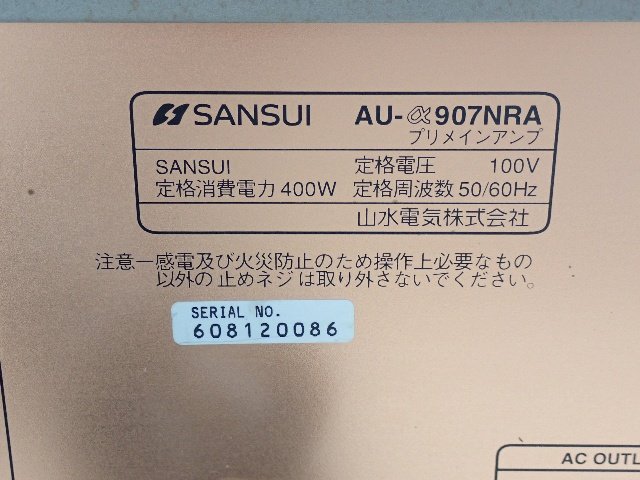 SANSUI AU-α907NRA
プリメインアンプ
SANSUI 定格電圧 100V
定格消費電力 400W 定格周波数 50/60Hz
山水電気株式会社
注意―感電及び火災防止のため操作上必要なもの
以外の止めネジは取り外さないでください。
SERIAL NO.
608120086
AC OUTL